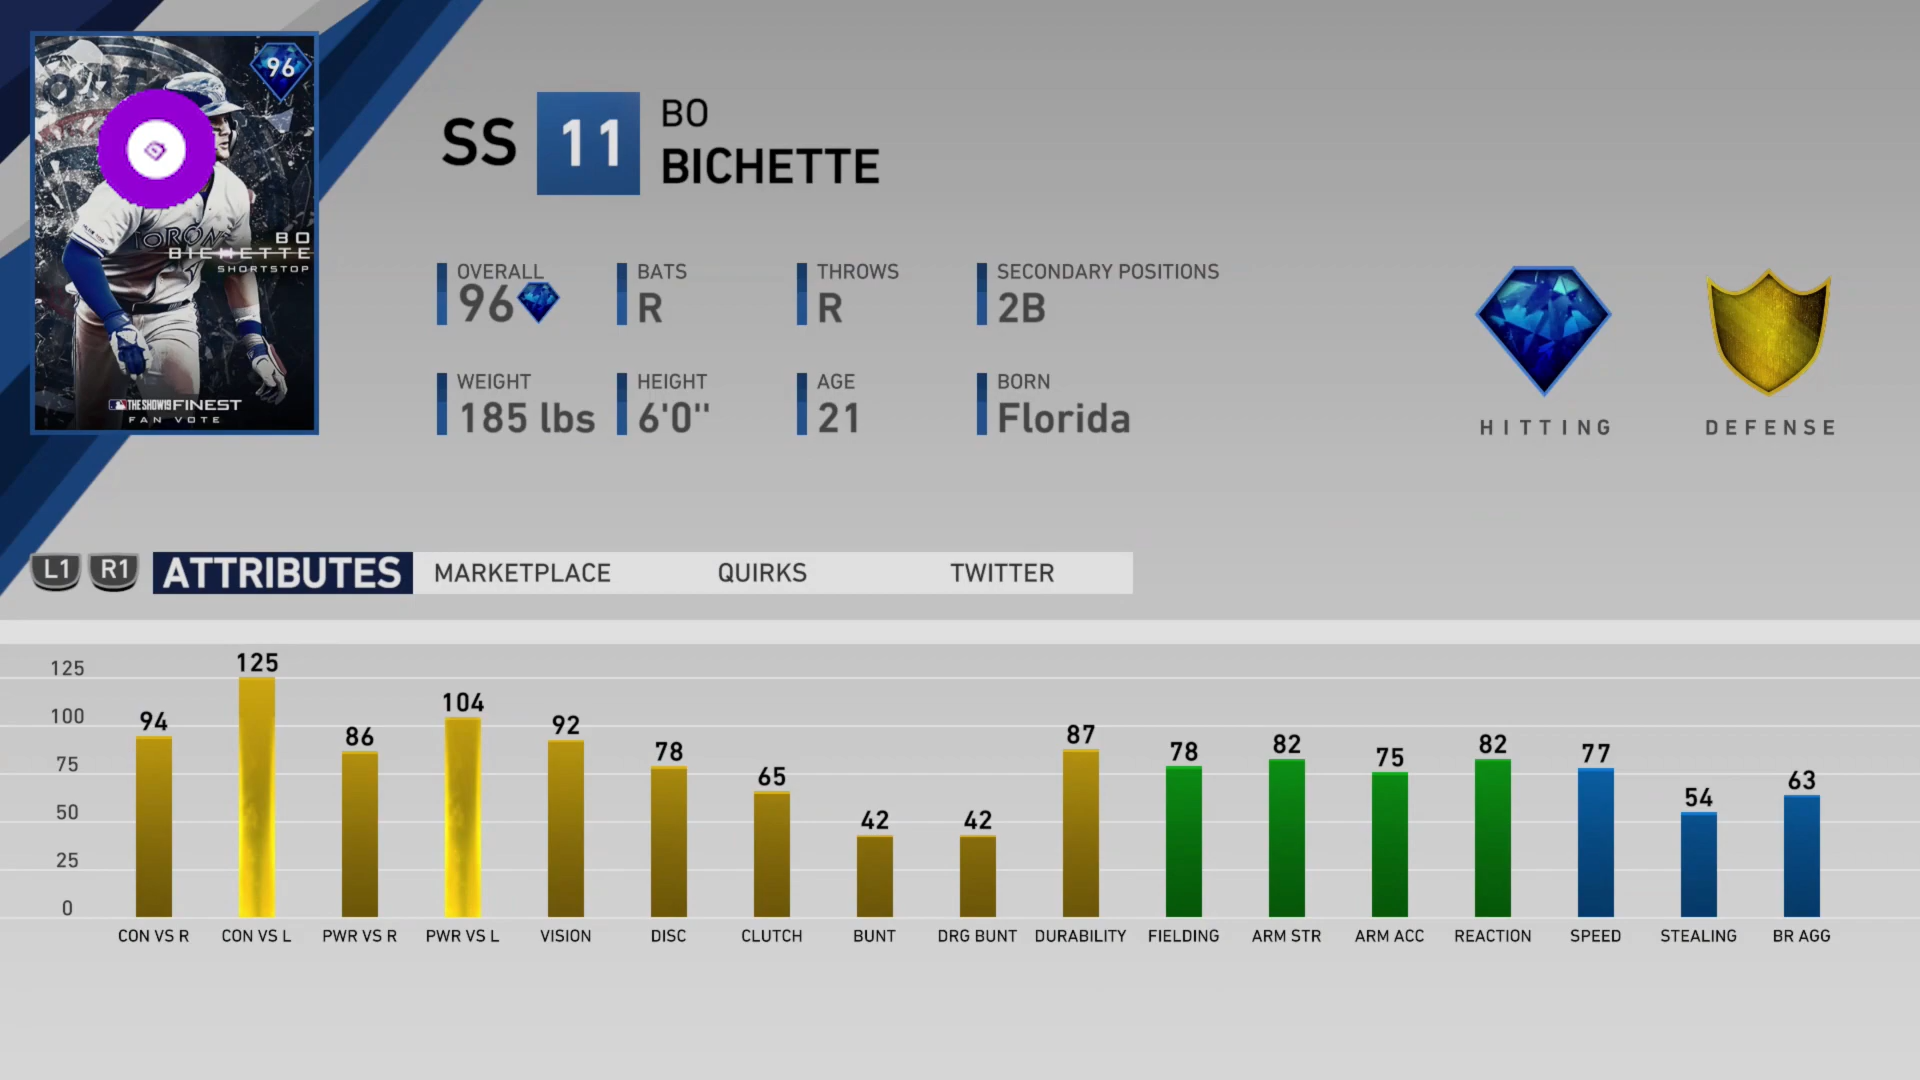 96
TORON
BO
BICHETTE
SHORTSTOP
THE SHOW19 FINEST
FAN VOTE
SS 11 BO
BICHETTE
OVERALL BATS THROWS SECONDARY POSITIONS
96 R R 2B
WEIGHT HEIGHT AGE BORN
185 lbs 6'0" 21 Florida
HITTING DEFENSE
L1 R1 ATTRIBUTES MARKETPLACE QUIRKS TWITTER
125
100
75
50
25
0
94 125 86 104 92 78 65 42 42 87 78 82 75 82 77 54 63
CON VS R CON VS L PWR VS R PWR VS L VISION DISC CLUTCH BUNT DRG BUNT DURABILITY FIELDING ARM STR ARM ACC REACTION SPEED STEALING BR AGG